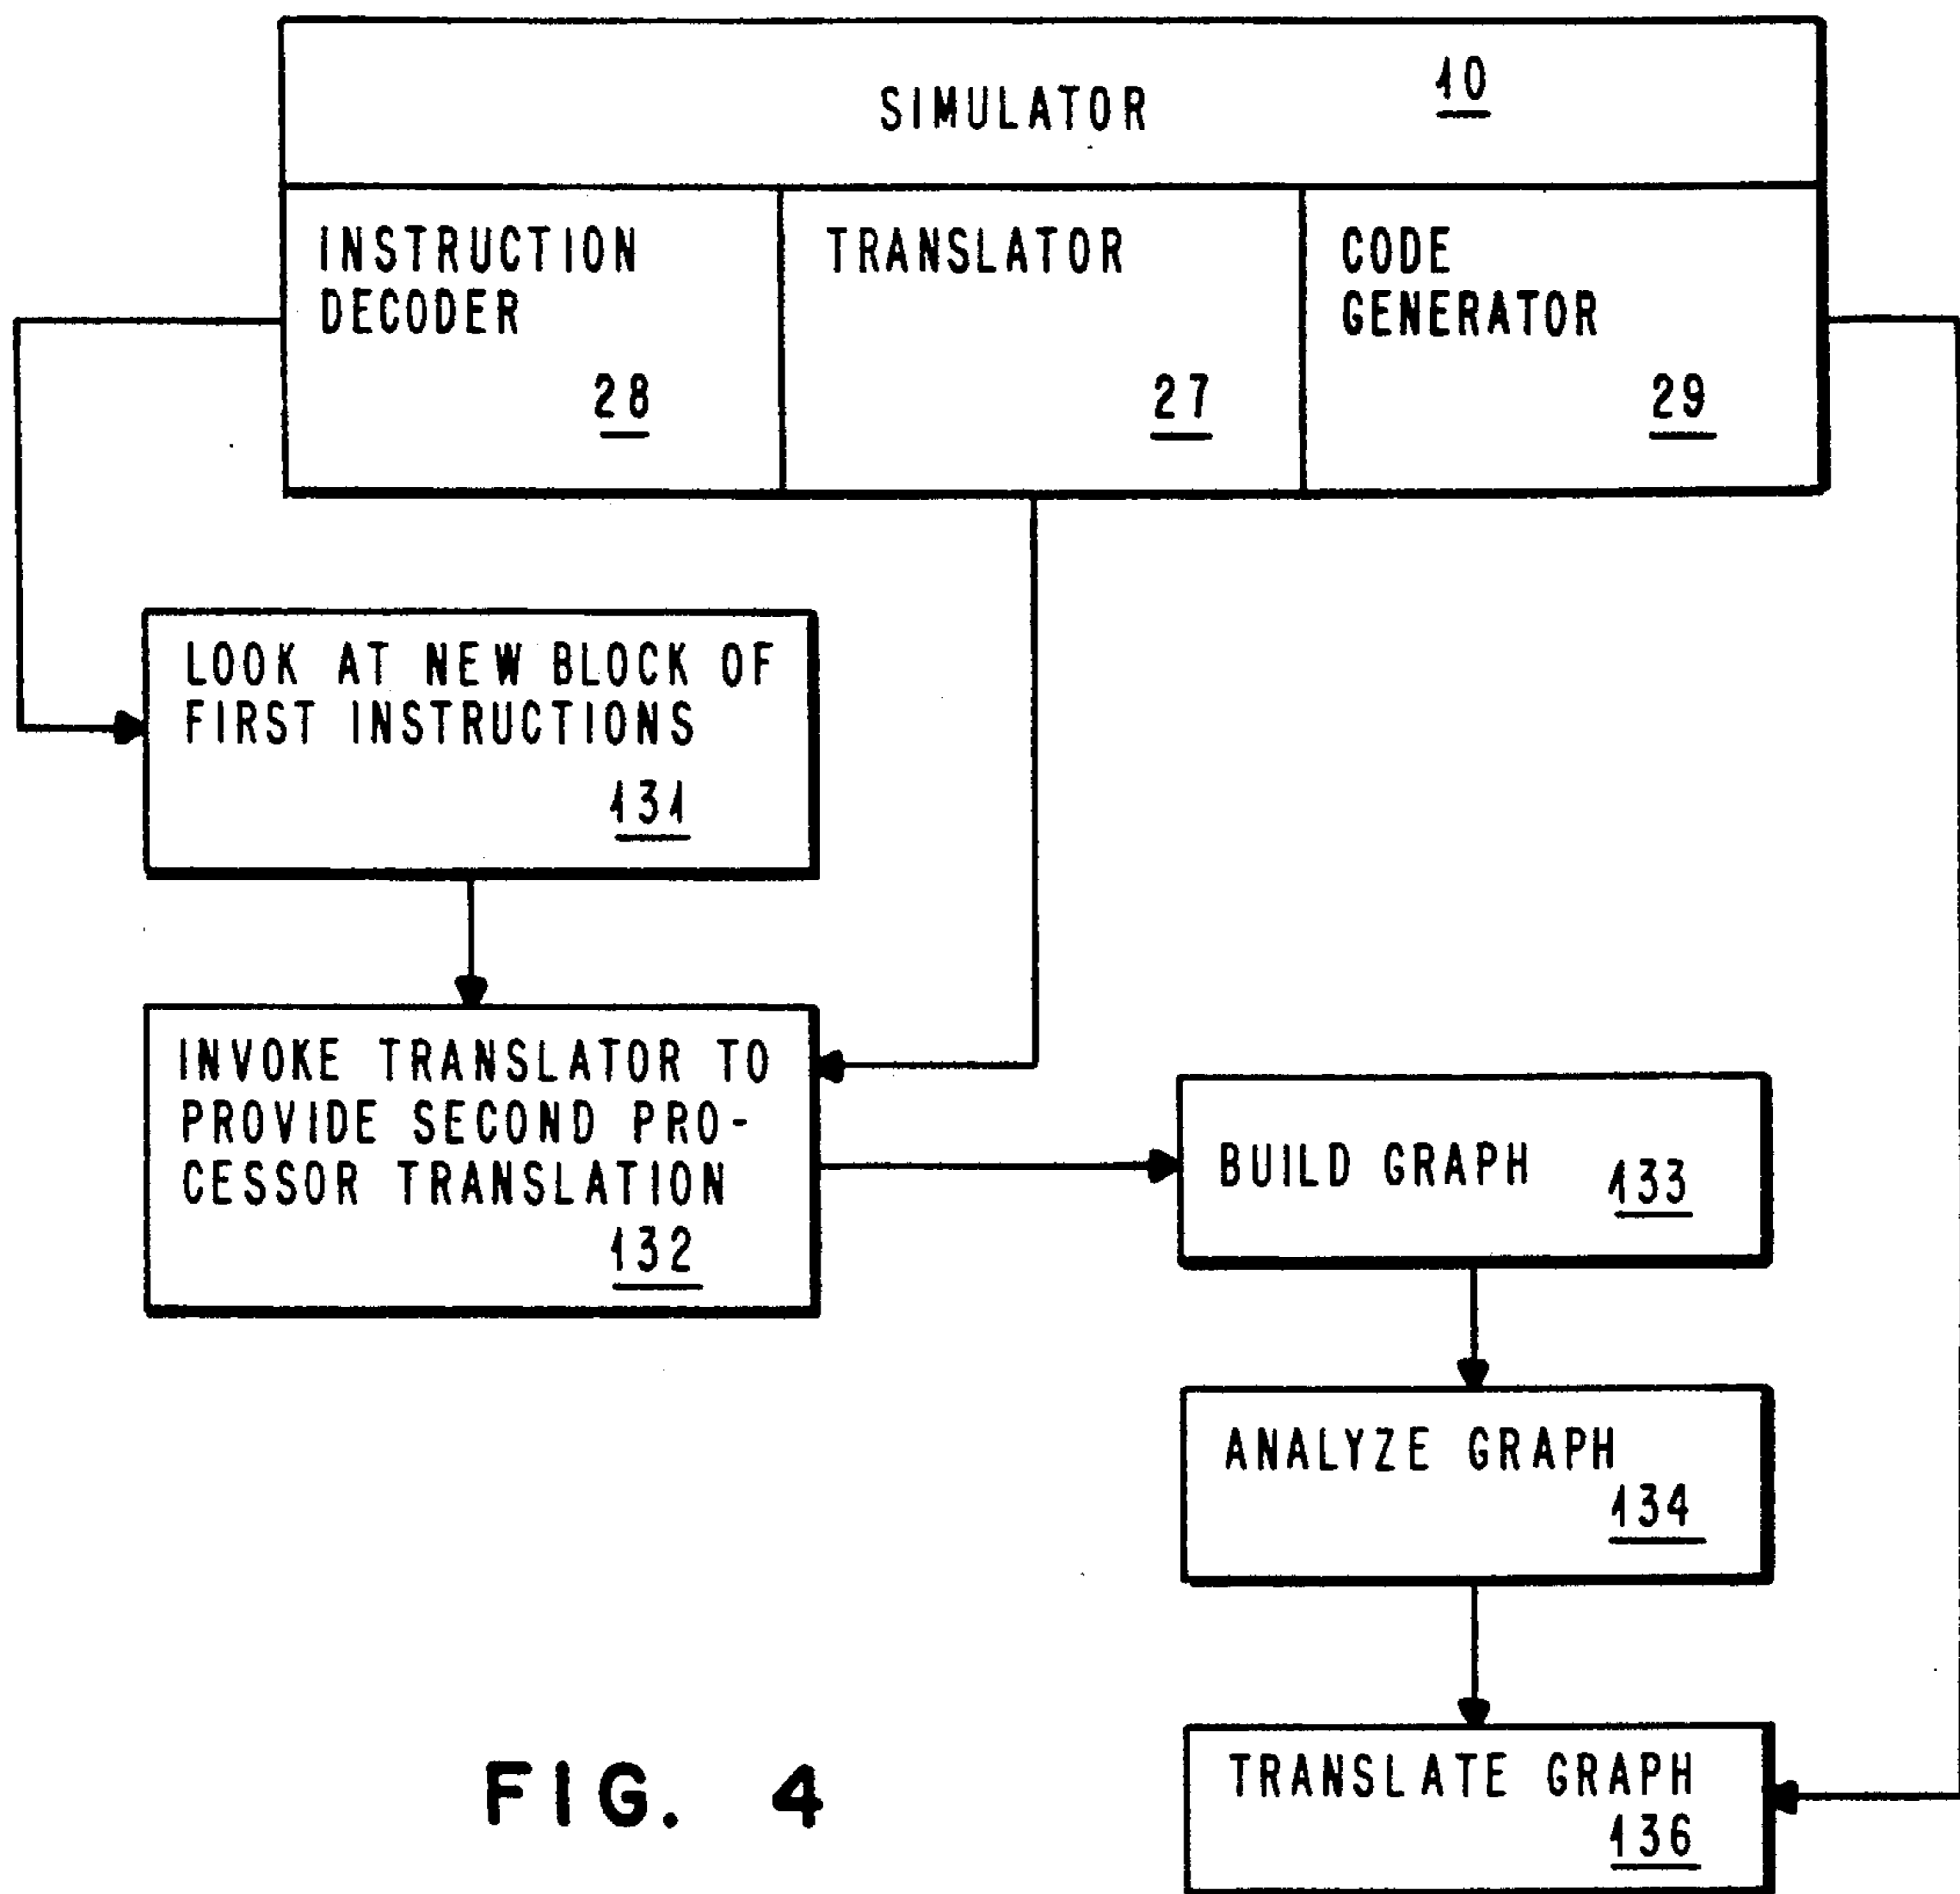 SIMULATOR 10
INSTRUCTION
DECODER
28
TRANSLATOR
27
CODE
GENERATOR
29
LOOK AT NEW BLOCK OF
FIRST INSTRUCTIONS
131
INVOKE TRANSLATOR TO
PROVIDE SECOND PRO-
CESSOR TRANSLATION
132
BUILD GRAPH 133
ANALYZE GRAPH
134
TRANSLATE GRAPH
136
FIG. 4